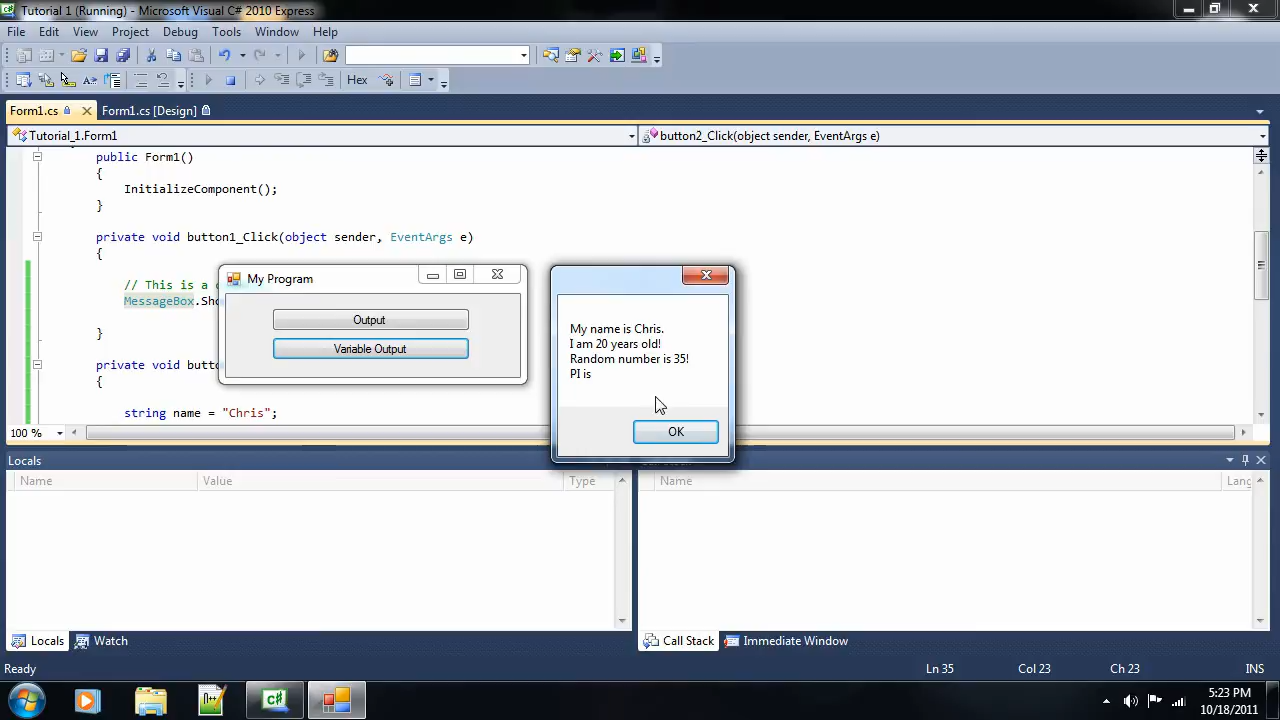 Tutorial 1 (Running) - Microsoft Visual C# 2010 Express
File Edit View Project Debug Tools Window Help
Hex
Form1.cs Form1.cs [Design]
Tutorial_1.Form1 button2_Click(object sender, EventArgs e)
public Form1()
{
InitializeComponent();
}
private void button1_Click(object sender, EventArgs e)
{
// This is a
MessageBox.Sho
}
private void butto
{
string name = "Chris";
My Program
Output
Variable Output
My name is Chris.
I am 20 years old!
Random number is 35!
PI is
OK
100 %
Locals
Name Value Type
Name Lang
Locals Watch
Call Stack Immediate Window
Ready Ln 35 Col 23 Ch 23 INS
5:23 PM
10/18/2011